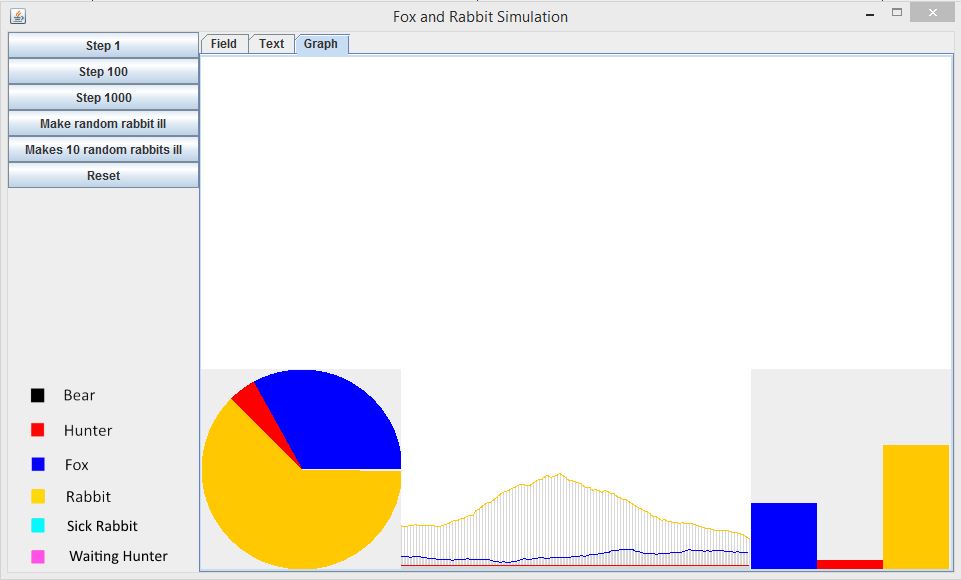 Fox and Rabbit Simulation
Step 1
Step 100
Step 1000
Make random rabbit ill
Makes 10 random rabbits ill
Reset
Field Text Graph
Bear
Hunter
Fox
Rabbit
Sick Rabbit
Waiting Hunter